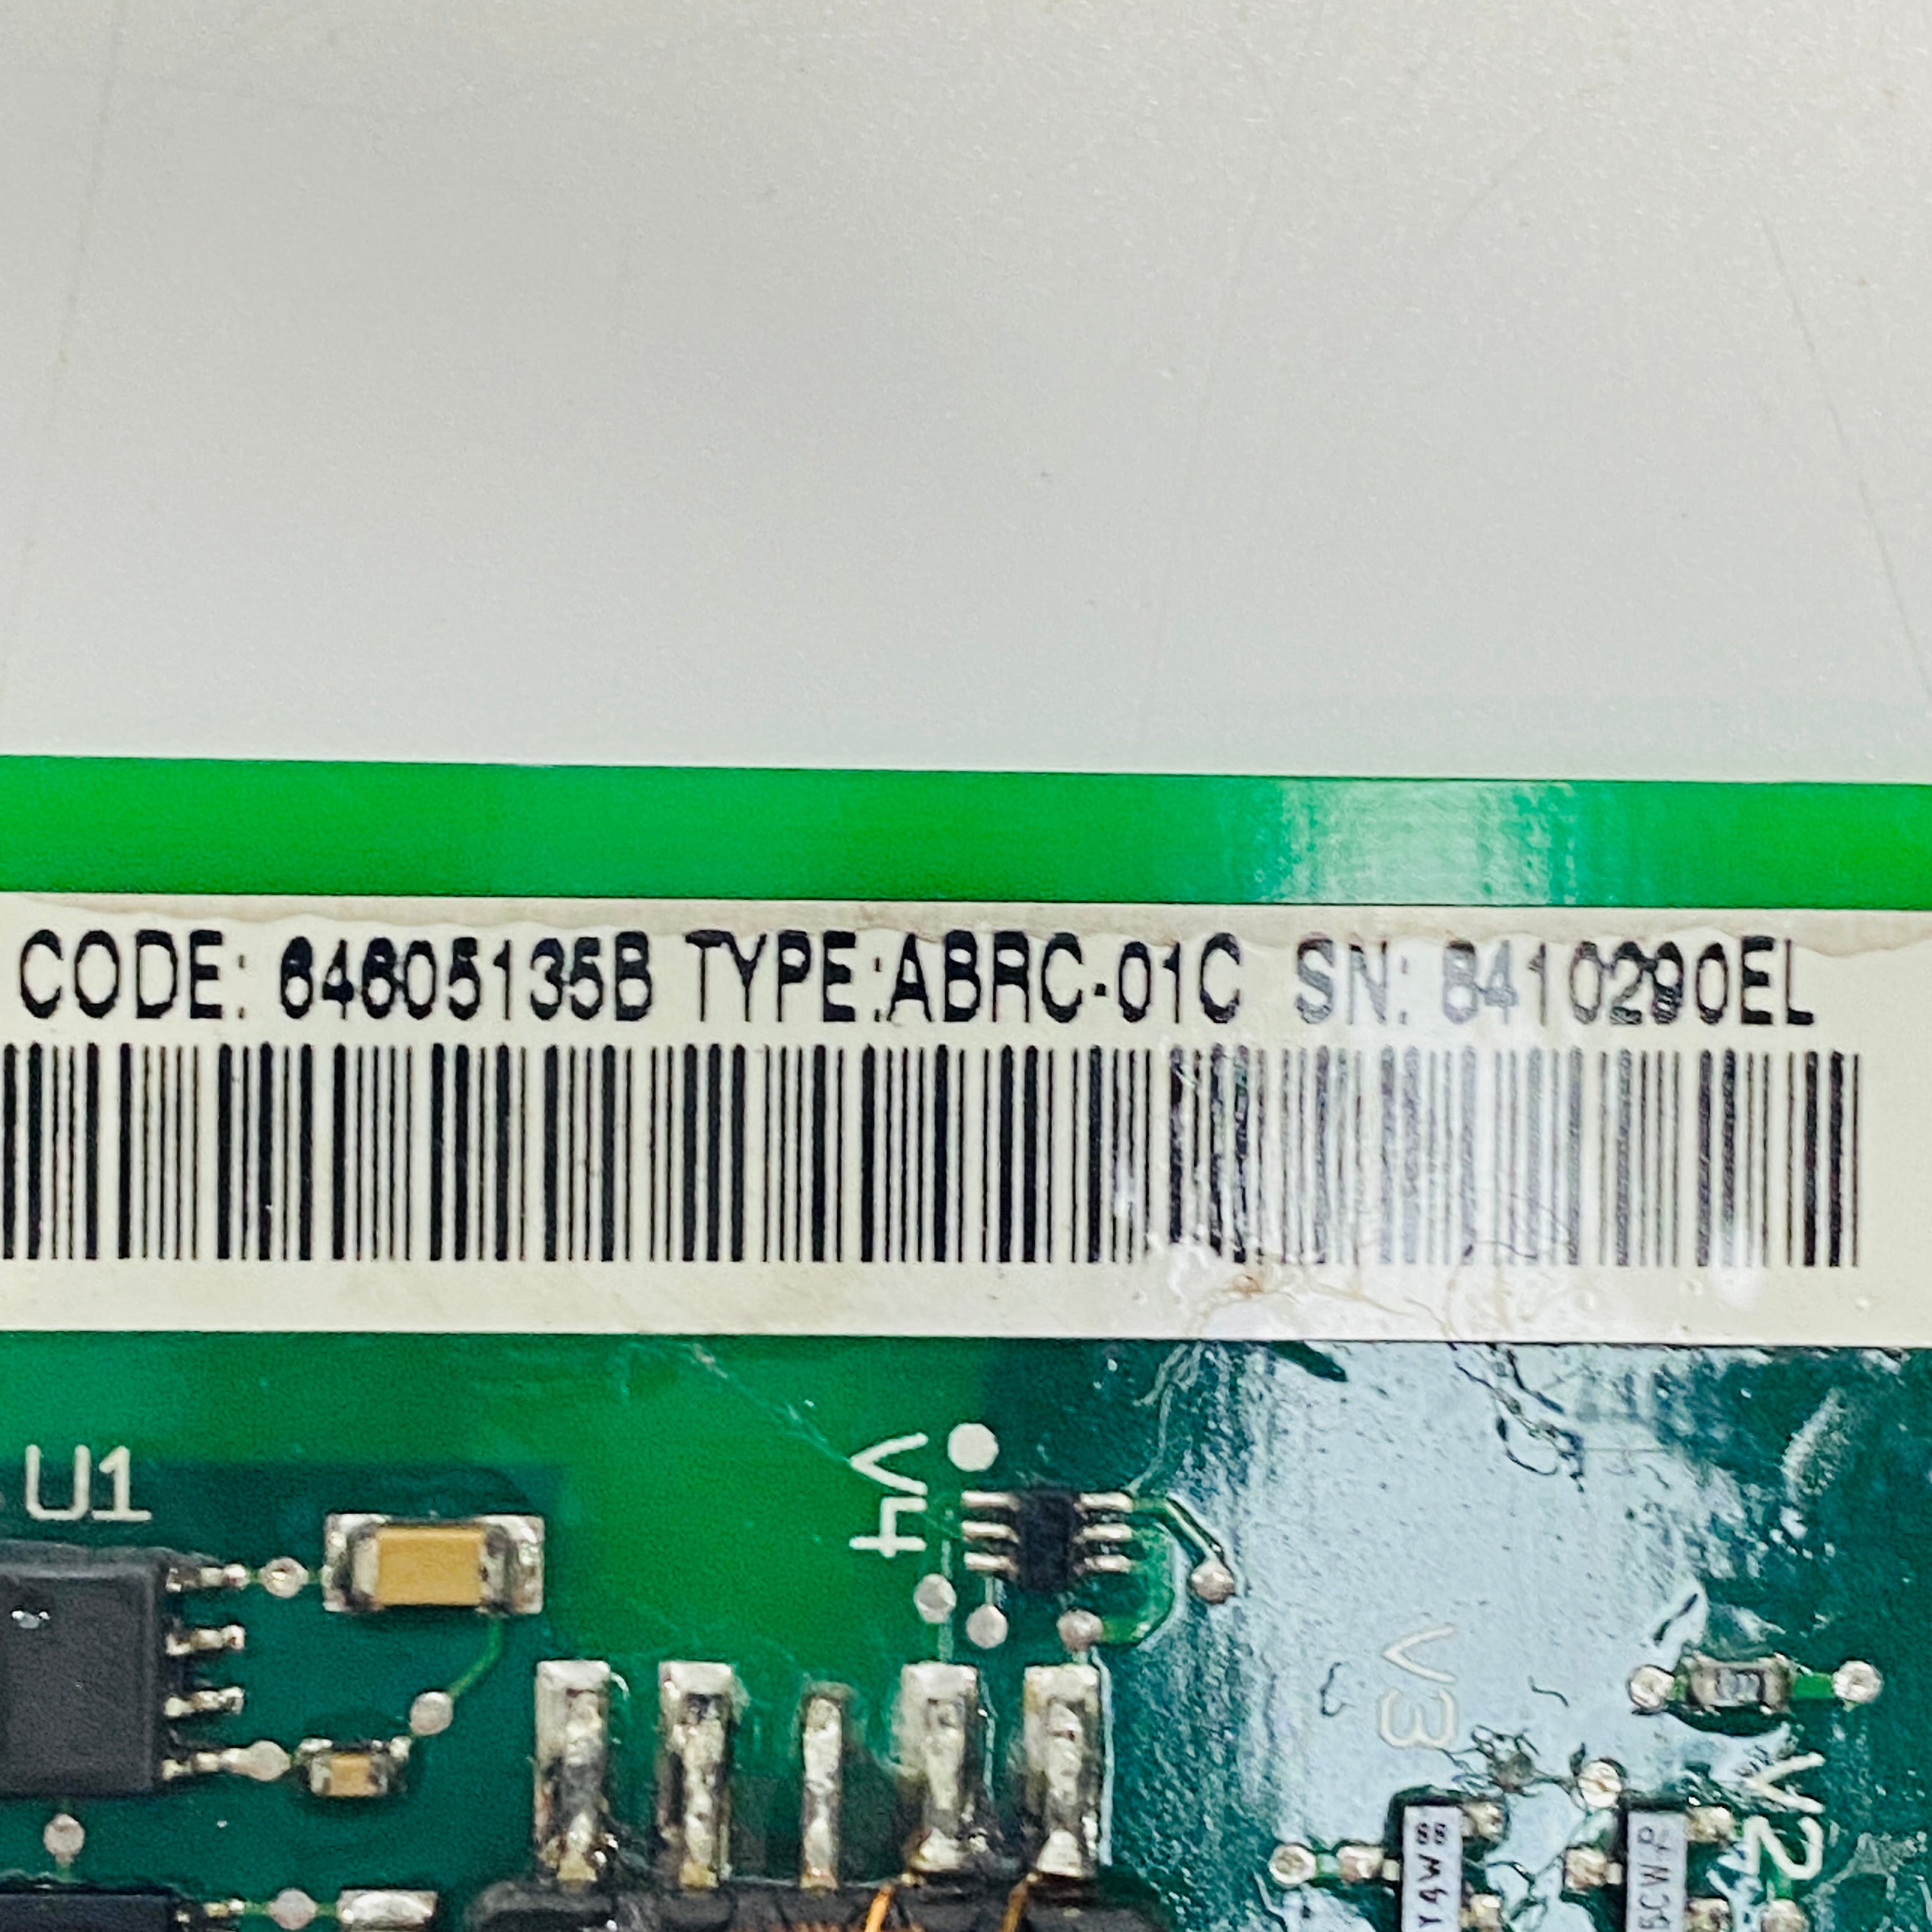 CODE: 64605135B TYPE:ABRC-01C SN: 8410290EL
U1
V4
V3
V2